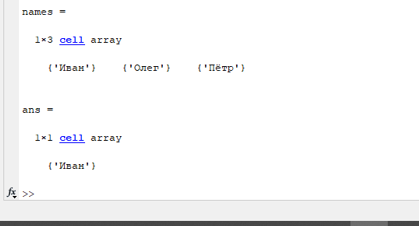 names =
1×3 cell array
{'Иван'} {'Олег'} {'Пётр'}
ans =
1×1 cell array
{'Иван'}
fx >>